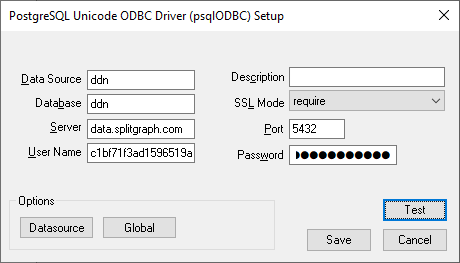 PostgreSQL Unicode ODBC Driver (psqlODBC) Setup
Data Source ddn Description
Database ddn SSL Mode require
Server data.splitgraph.com Port 5432
User Name c1bf71f3ad1596519a Password ●●●●●●●●●●
Options
Test
Datasource Global Save Cancel